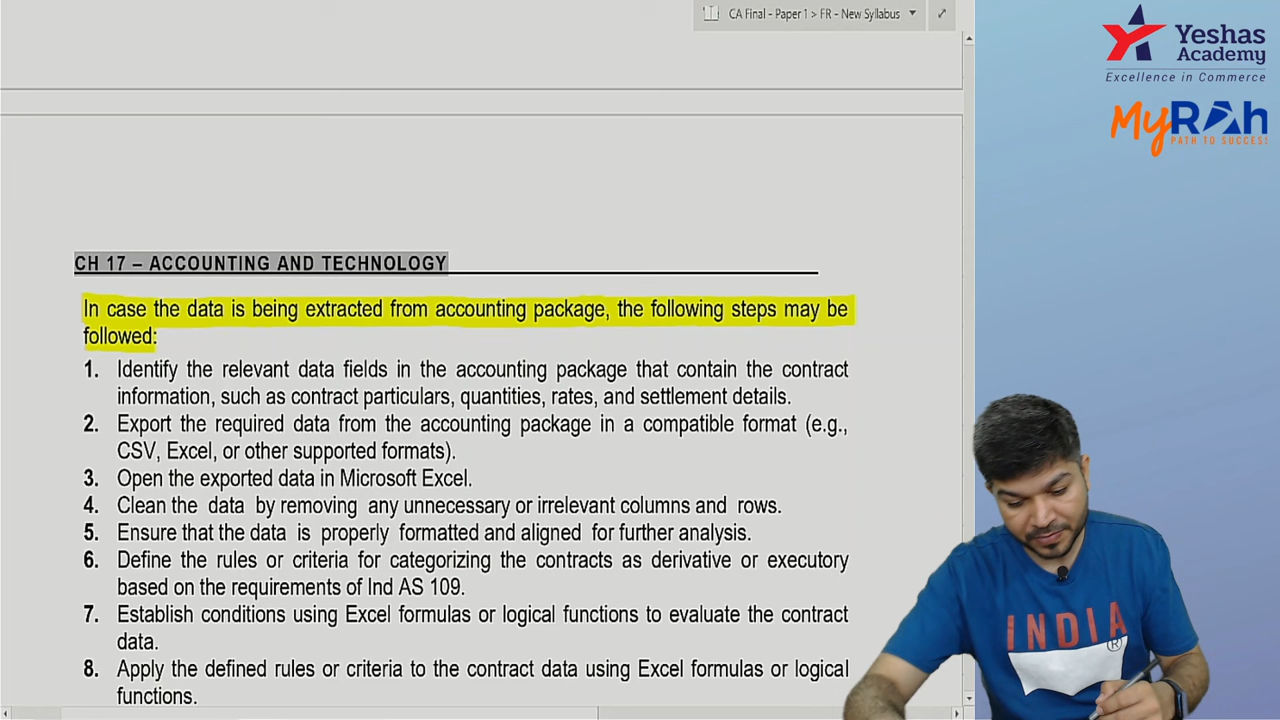 CA Final - Paper 1 > FR - New Syllabus
Yeshas
Academy
Excellence in Commerce
MyRAh
PATH TO SUCCESS
CH 17 – ACCOUNTING AND TECHNOLOGY
In case the data is being extracted from accounting package, the following steps may be
followed:
1. Identify the relevant data fields in the accounting package that contain the contract
information, such as contract particulars, quantities, rates, and settlement details.
2. Export the required data from the accounting package in a compatible format (e.g.,
CSV, Excel, or other supported formats).
3. Open the exported data in Microsoft Excel.
4. Clean the data by removing any unnecessary or irrelevant columns and rows.
5. Ensure that the data is properly formatted and aligned for further analysis.
6. Define the rules or criteria for categorizing the contracts as derivative or executory
based on the requirements of Ind AS 109.
7. Establish conditions using Excel formulas or logical functions to evaluate the contract
data.
8. Apply the defined rules or criteria to the contract data using Excel formulas or logical
functions.
INDIA
®